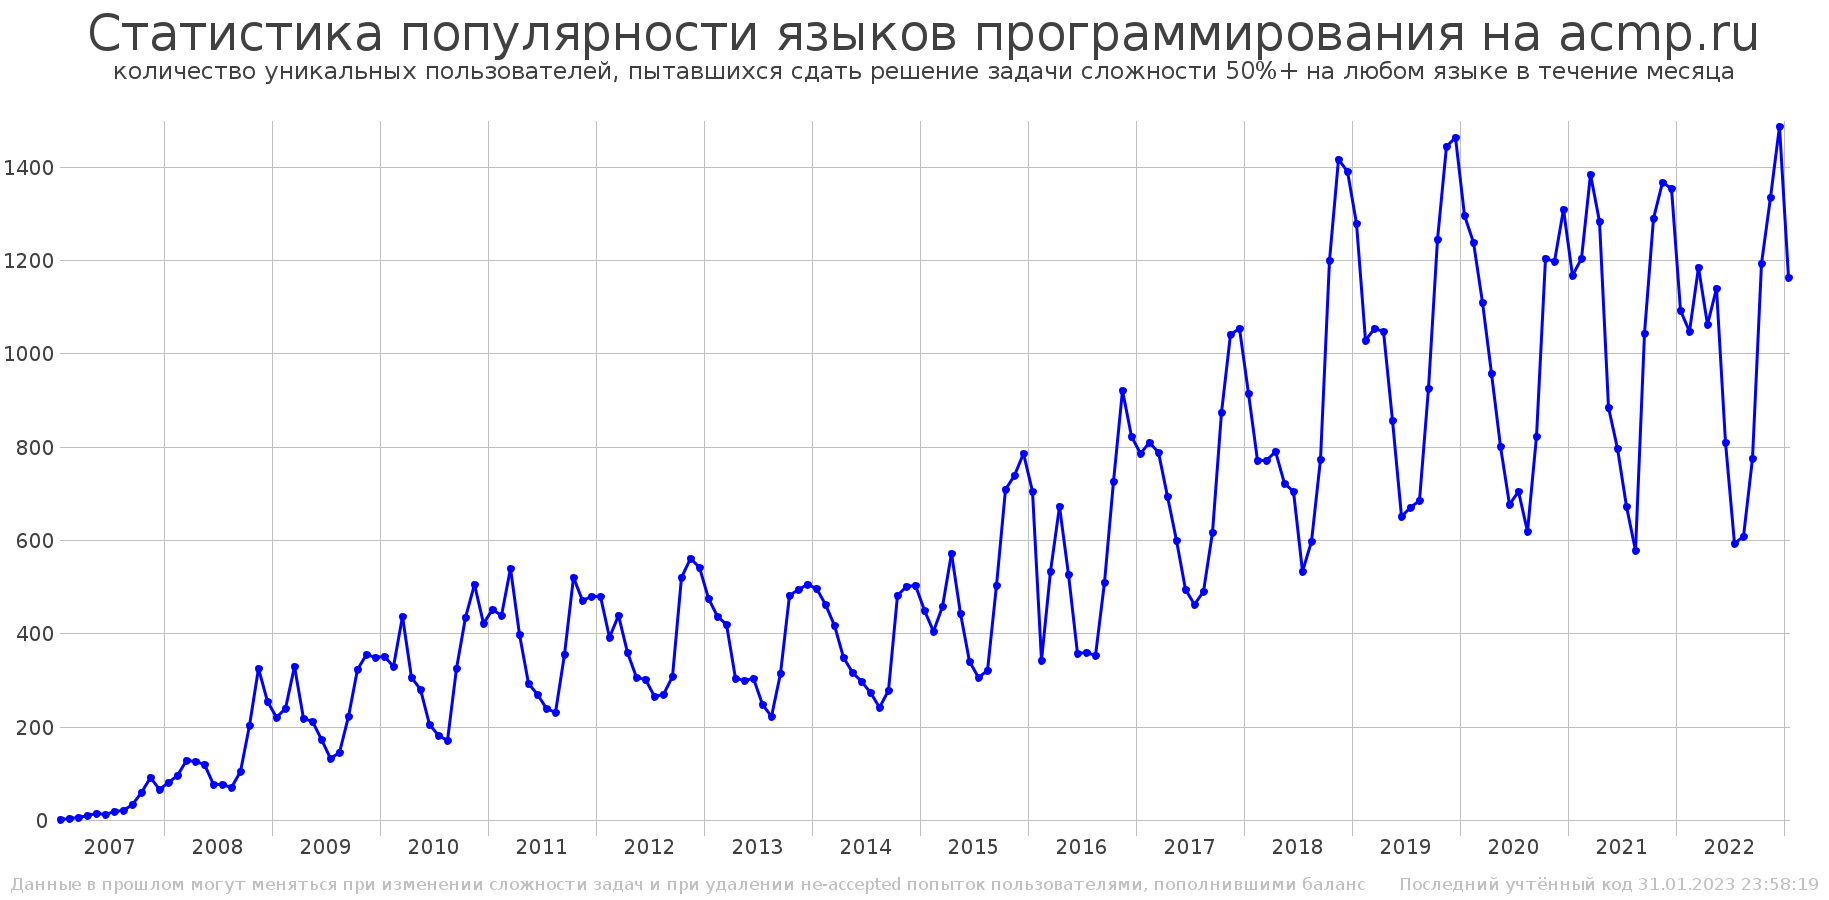 Статистика популярности языков программирования на acmp.ru
количество уникальных пользователей, пытавшихся сдать решение задачи сложности 50%+ на любом языке в течение месяца
1400
1200
1000
800
600
400
200
0
2007 2008 2009 2010 2011 2012 2013 2014 2015 2016 2017 2018 2019 2020 2021 2022
Данные в прошлом могут меняться при изменении сложности задач и при удалении не-accepted попыток пользователями, пополнившими баланс Последний учтённый код 31.01.2023 23:58:19